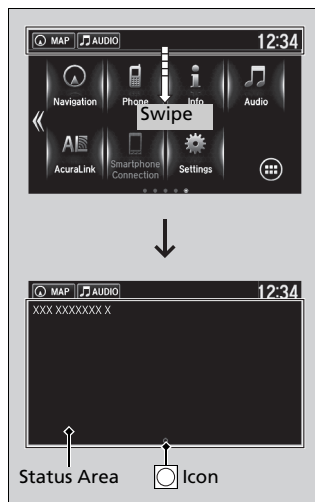 MAP AUDIO 12:34
Navigation Phone Info Audio
Swipe
AcuraLink Smartphone Connection Settings
MAP AUDIO 12:34
XXX XXXXXXX X
Status Area Icon